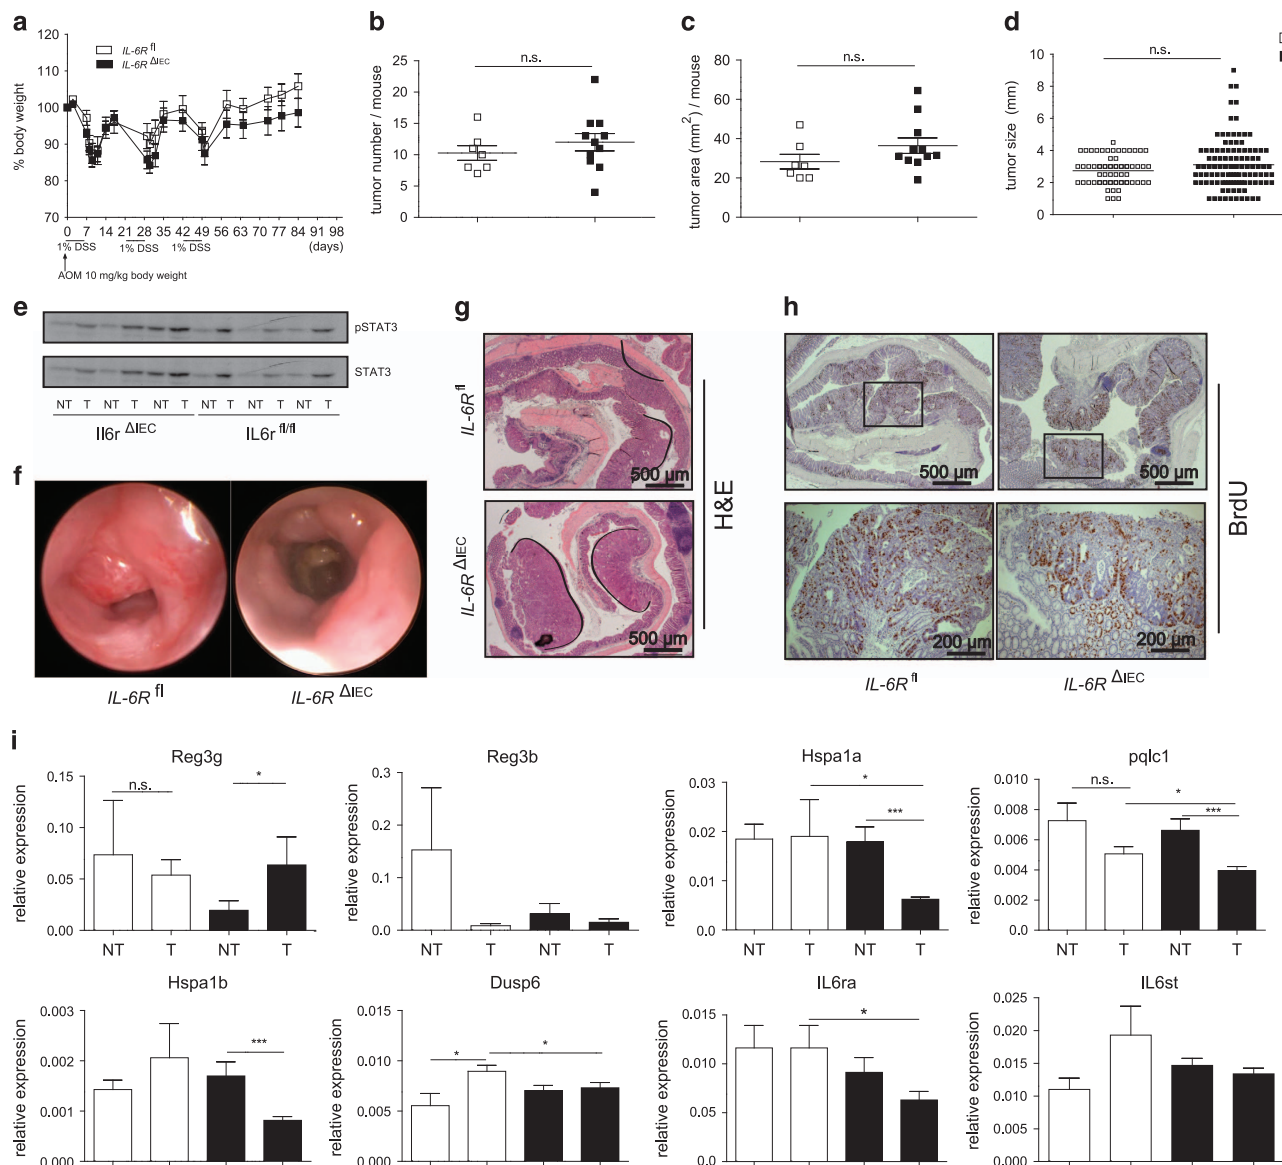 a
120
110
100
90
80
70
% body weight
IL-6R fl
IL-6R ΔIEC
0 7 14 21 28 35 42 49 56 63 70 77 84 91 98
1% DSS 1% DSS 1% DSS (days)
AOM 10 mg/kg body weight
b
n.s.
25
20
15
10
5
0
tumor number / mouse
c
n.s.
80
60
40
20
0
tumor area (mm2) / mouse
d
n.s.
10
8
6
4
2
0
tumor size (mm)
e
pSTAT3
STAT3
NT T NT T NT T NT T NT T NT T
Il6r ΔIEC IL6r fl/fl
f
IL-6R fl IL-6R ΔIEC
g
IL-6R fl
500 µm
IL-6R ΔIEC
500 µm
H&E
h
500 µm 500 µm
200 µm 200 µm
IL-6R fl IL-6R ΔIEC
BrdU
i
Reg3g
n.s. *
0.15
0.10
0.05
0.00
relative expression
NT T NT T
Reg3b
0.3
0.2
0.1
0.0
relative expression
NT T NT T
Hspa1a
*
***
0.03
0.02
0.01
0.0
relative expression
NT T NT T
pqlc1
n.s.
*
***
0.010
0.008
0.006
0.004
0.002
0.0
relative expression
NT T NT T
Hspa1b
***
0.003
0.002
0.001
0.000
relative expression
Dusp6
* *
0.015
0.010
0.005
0.000
relative expression
IL6ra
*
0.015
0.010
0.05
0.00
relative expression
IL6st
0.025
0.020
0.015
0.010
0.005
0.000
relative expression